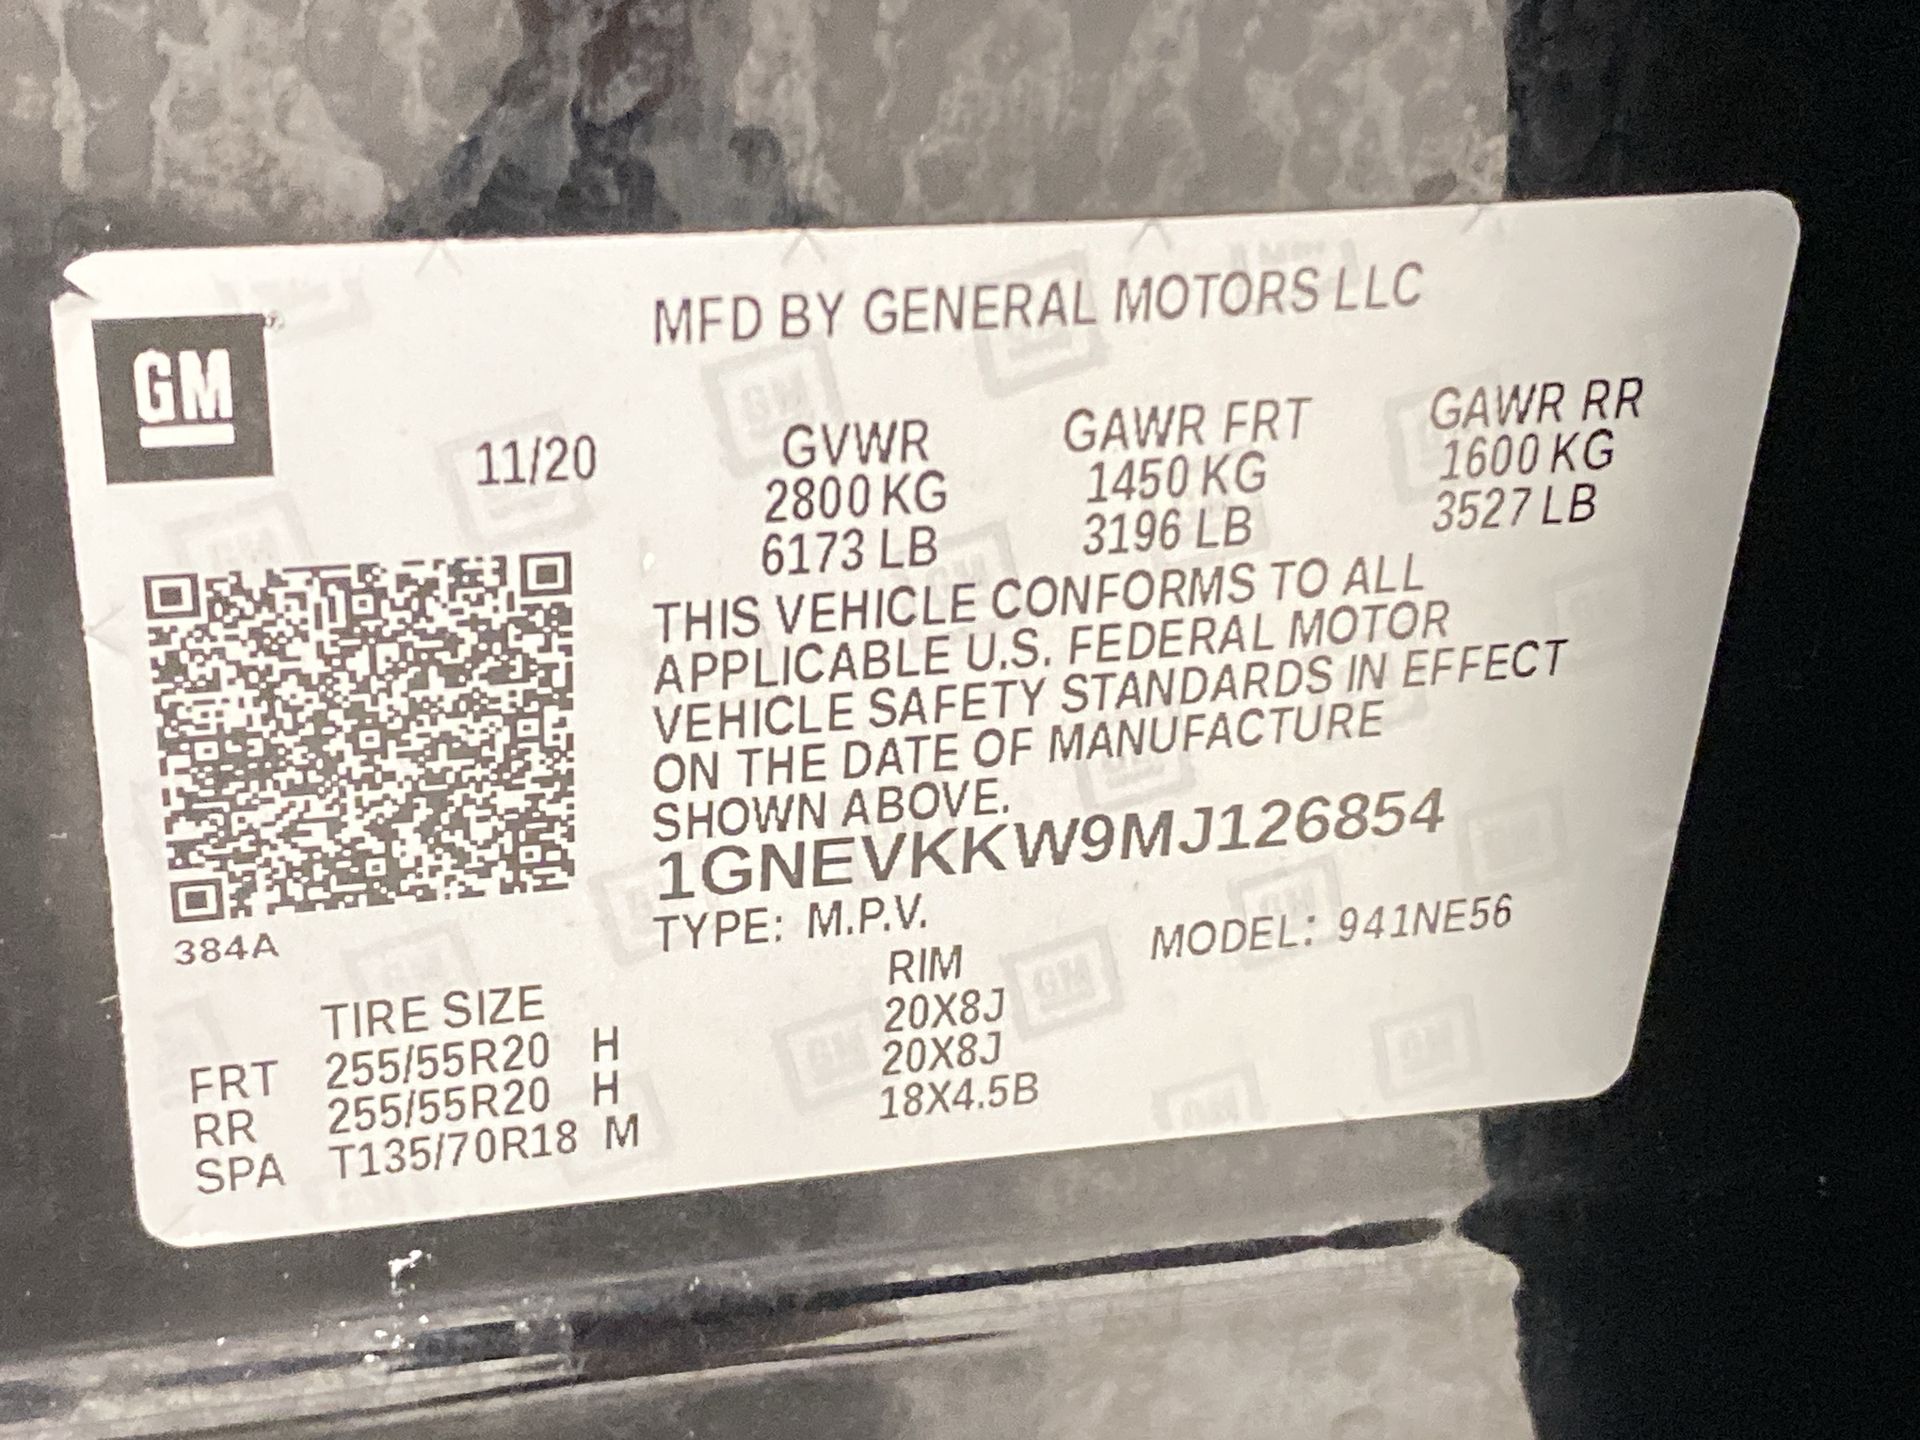 MFD BY GENERAL MOTORS LLC
GM
11/20
GVWR
2800 KG
6173 LB
GAWR FRT
1450 KG
3196 LB
GAWR RR
1600 KG
3527 LB
THIS VEHICLE CONFORMS TO ALL
APPLICABLE U.S. FEDERAL MOTOR
VEHICLE SAFETY STANDARDS IN EFFECT
ON THE DATE OF MANUFACTURE
SHOWN ABOVE.
1GNEVKKW9MJ126854
TYPE: M.P.V.
MODEL: 941NE56
384A
TIRE SIZE RIM
FRT 255/55R20 H 20X8J
RR 255/55R20 H 20X8J
SPA T135/70R18 M 18X4.5B